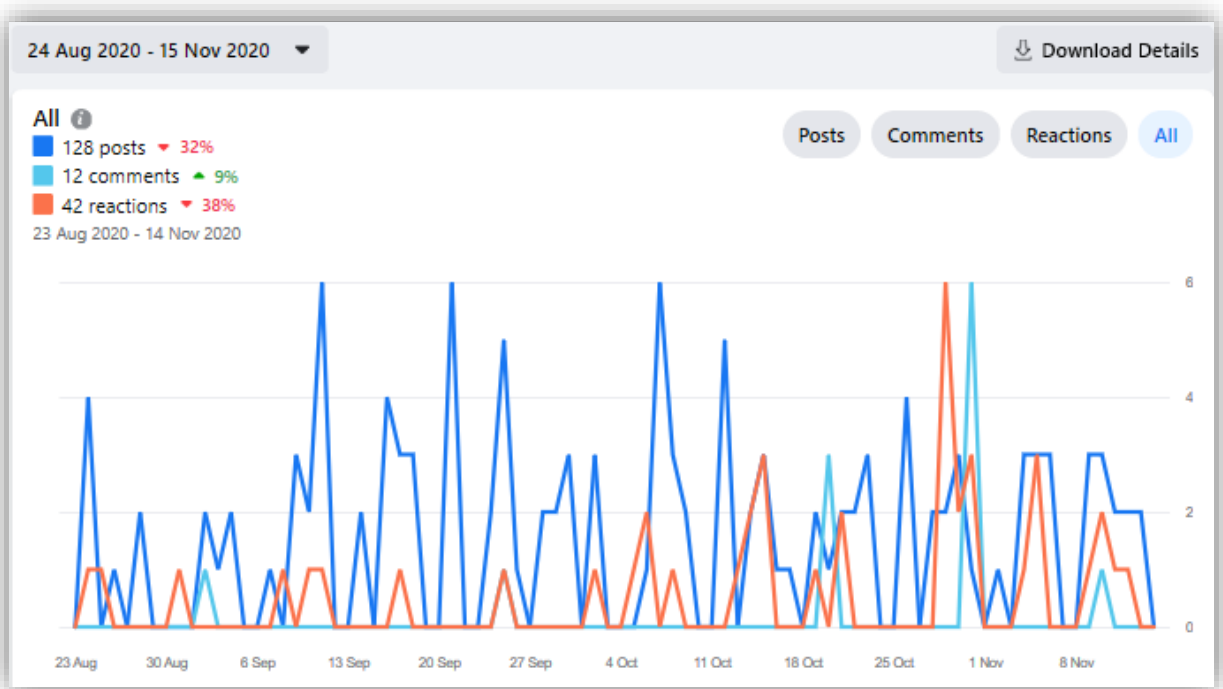 24 Aug 2020 - 15 Nov 2020
Download Details
All
Posts Comments Reactions All
128 posts 32%
12 comments 9%
42 reactions 38%
23 Aug 2020 - 14 Nov 2020
6
4
2
0
23 Aug 30 Aug 6 Sep 13 Sep 20 Sep 27 Sep 4 Oct 11 Oct 18 Oct 25 Oct 1 Nov 8 Nov